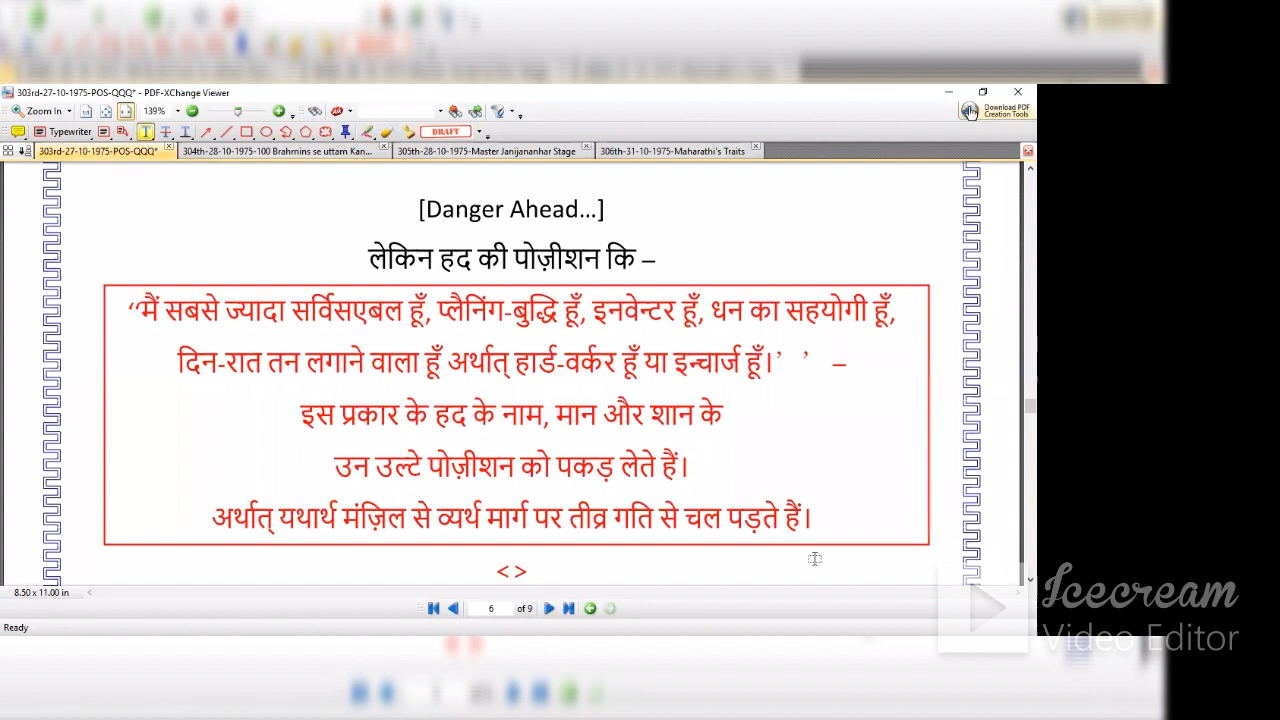 303rd-27-10-1975-POS-QQQ* - PDF-XChange Viewer
Zoom In 139% Download PDF Creation Tools
Typewriter DRAFT
303rd-27-10-1975-POS-QQQ* 304th-28-10-1975-100 Brahmins se uttam Kan... 305th-28-10-1975-Master Janijananhar Stage 306th-31-10-1975-Maharathi's Traits
[Danger Ahead...]
लेकिन हद की पोज़ीशन कि –
‘‘मैं सबसे ज्यादा सर्विसएबल हूँ, प्लैनिंग-बुद्धि हूँ, इनवेन्टर हूँ, धन का सहयोगी हूँ,
दिन-रात तन लगाने वाला हूँ अर्थात् हार्ड-वर्कर हूँ या इन्चार्ज हूँ।’ ’ –
इस प्रकार के हद के नाम, मान और शान के
उन उल्टे पोज़ीशन को पकड़ लेते हैं।
अर्थात् यथार्थ मंज़िल से व्यर्थ मार्ग पर तीव्र गति से चल पड़ते हैं।
< >
8.50 x 11.00 in
6 of 9
Ready
Icecream
Video Editor